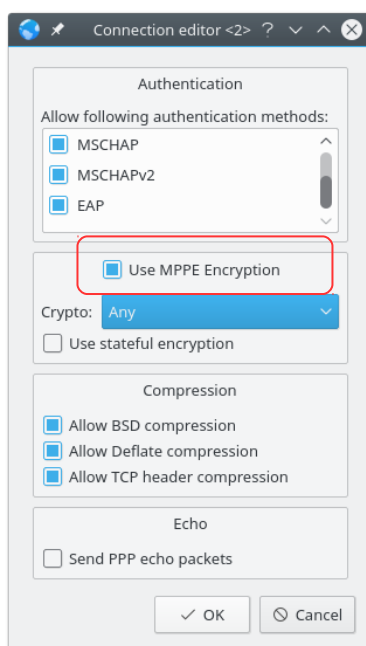 Connection editor <2>
Authentication
Allow following authentication methods:
MSCHAP
MSCHAPv2
EAP
Use MPPE Encryption
Crypto: Any
Use stateful encryption
Compression
Allow BSD compression
Allow Deflate compression
Allow TCP header compression
Echo
Send PPP echo packets
OK Cancel